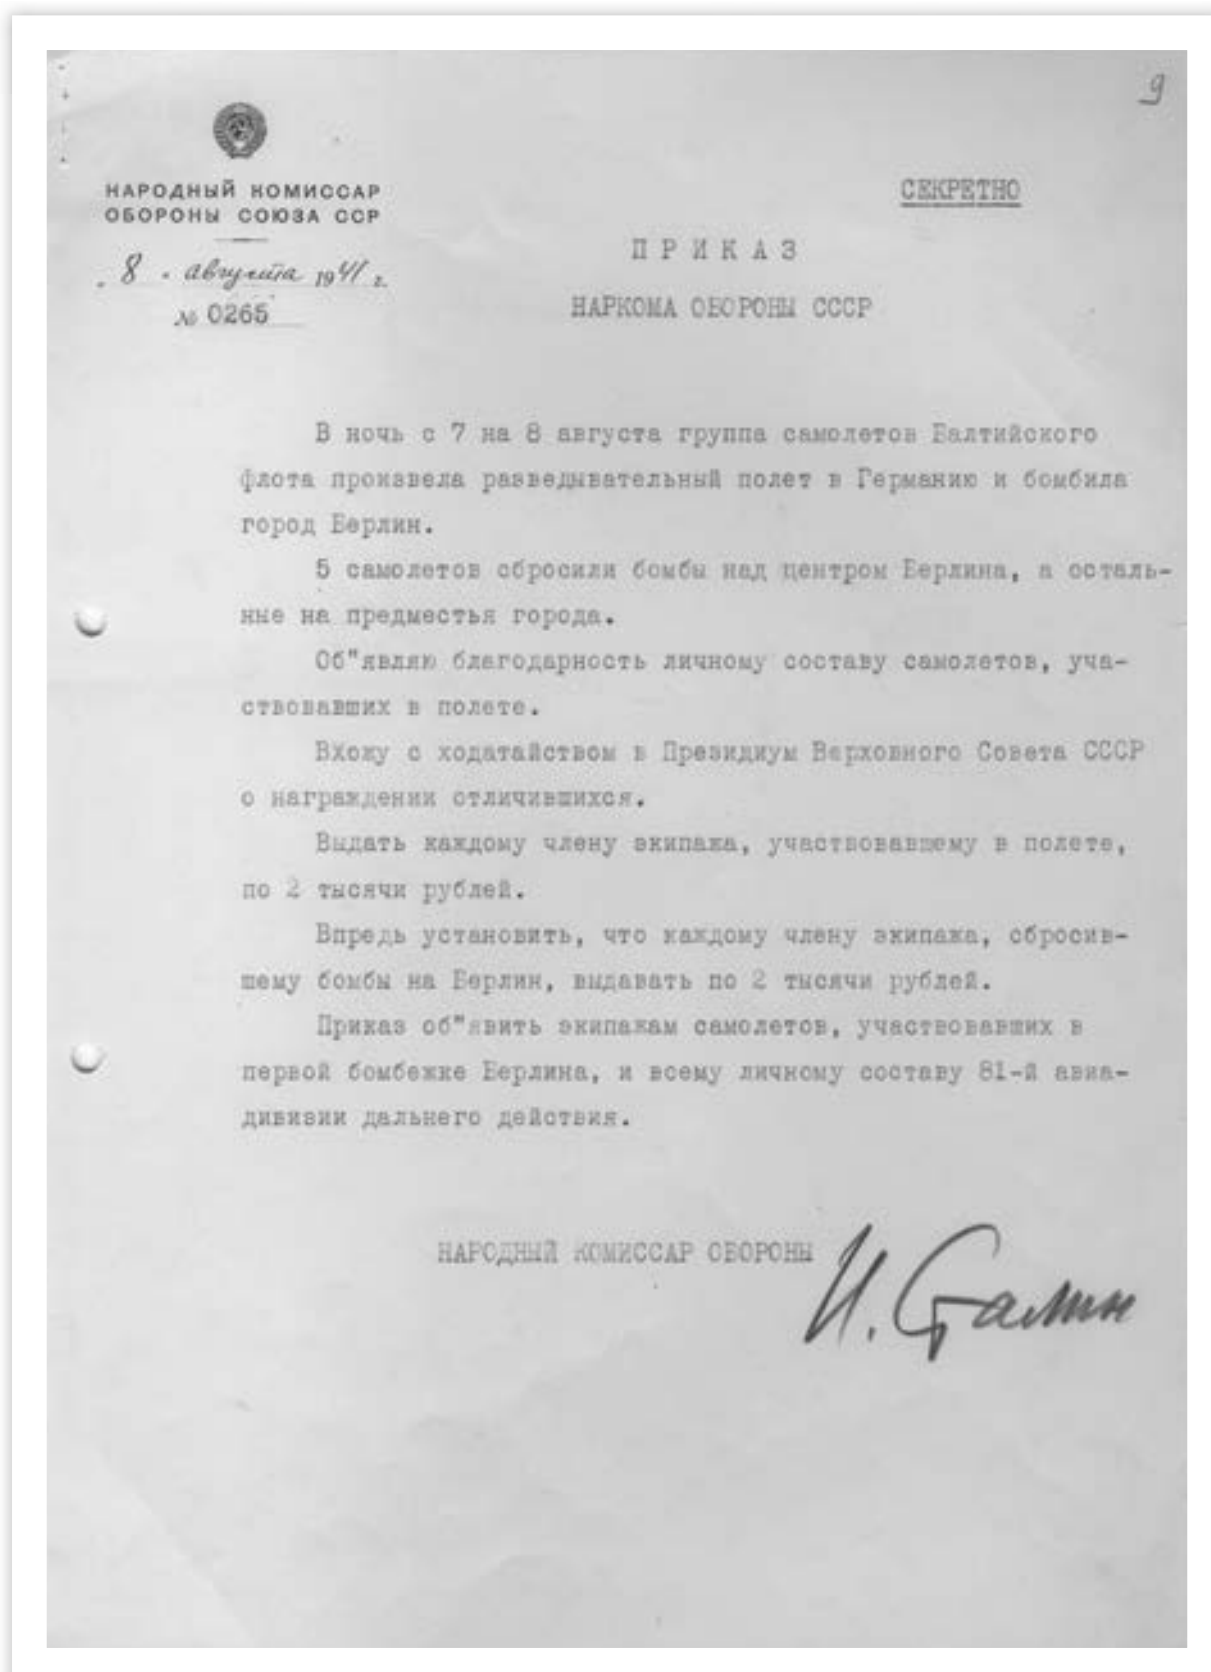 9
НАРОДНЫЙ КОМИССАР
ОБОРОНЫ СОЮЗА ССР
СЕКРЕТНО
„ 8 " августа 1941 г.
№ 0265
ПРИКАЗ
НАРКОМА ОБОРОНЫ СССР
В ночь с 7 на 8 августа группа самолетов Балтийского
флота произвела разведывательный полет в Германию и бомбила
город Берлин.
5 самолетов сбросили бомбы над центром Берлина, а осталь-
ные на предместья города.
Об"являю благодарность личному составу самолетов, уча-
ствовавших в полете.
ВХожу с ходатайством в Президиум Верховного Совета СССР
о награждении отличившихся.
Выдать каждому члену экипажа, участвовавшему в полете,
по 2 тысячи рублей.
Впредь установить, что каждому члену экипажа, сбросив-
шему бомбы на Берлин, выдавать по 2 тысячи рублей.
Приказ об"явить экипажам самолетов, участвовавших в
первой бомбежке Берлина, и всему личному составу 81-й авиа-
дивизии дальнего действия.
НАРОДНЫЙ КОМИССАР ОБОРОНЫ
И. Сталин